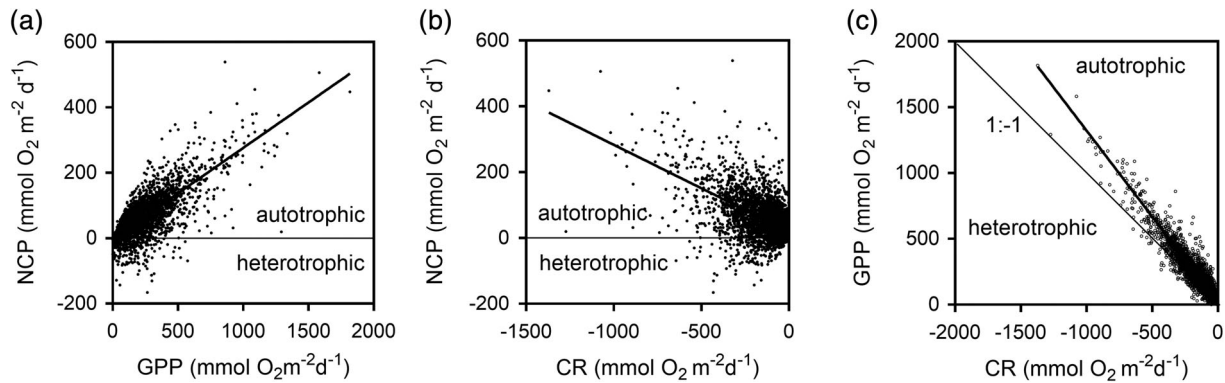 (a)
600
400
200
0
-200
NCP (mmol O₂ m⁻² d⁻¹)
autotrophic
heterotrophic
0 500 1000 1500 2000
GPP (mmol O₂m⁻²d⁻¹)
(b)
600
400
200
0
-200
NCP (mmol O₂ m⁻² d⁻¹)
autotrophic
heterotrophic
-1500 -1000 -500 0
CR (mmol O₂ m⁻²d⁻¹)
(c)
2000
1500
1000
500
0
GPP (mmol O₂ m⁻² d⁻¹)
autotrophic
1:-1
heterotrophic
-2000 -1500 -1000 -500 0
CR (mmol O₂ m⁻²d⁻¹)